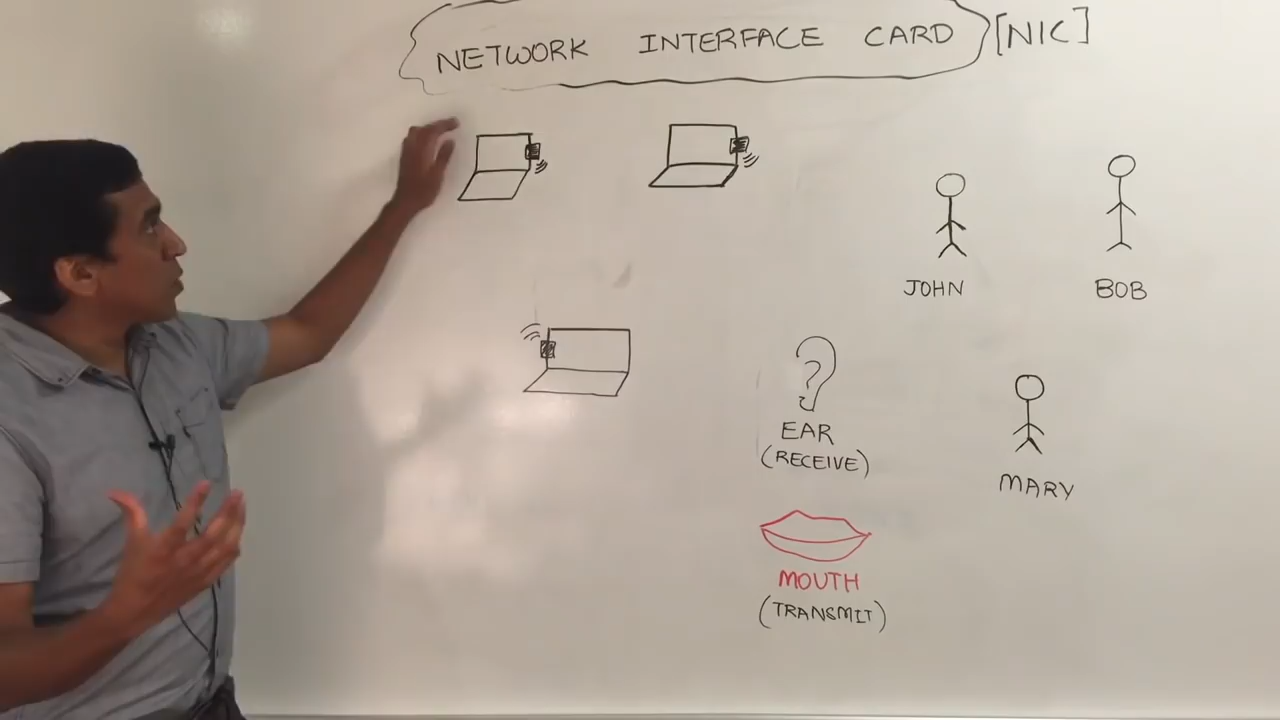 NETWORK INTERFACE CARD [NIC]
JOHN
BOB
EAR
(RECEIVE)
MARY
MOUTH
(TRANSMIT)